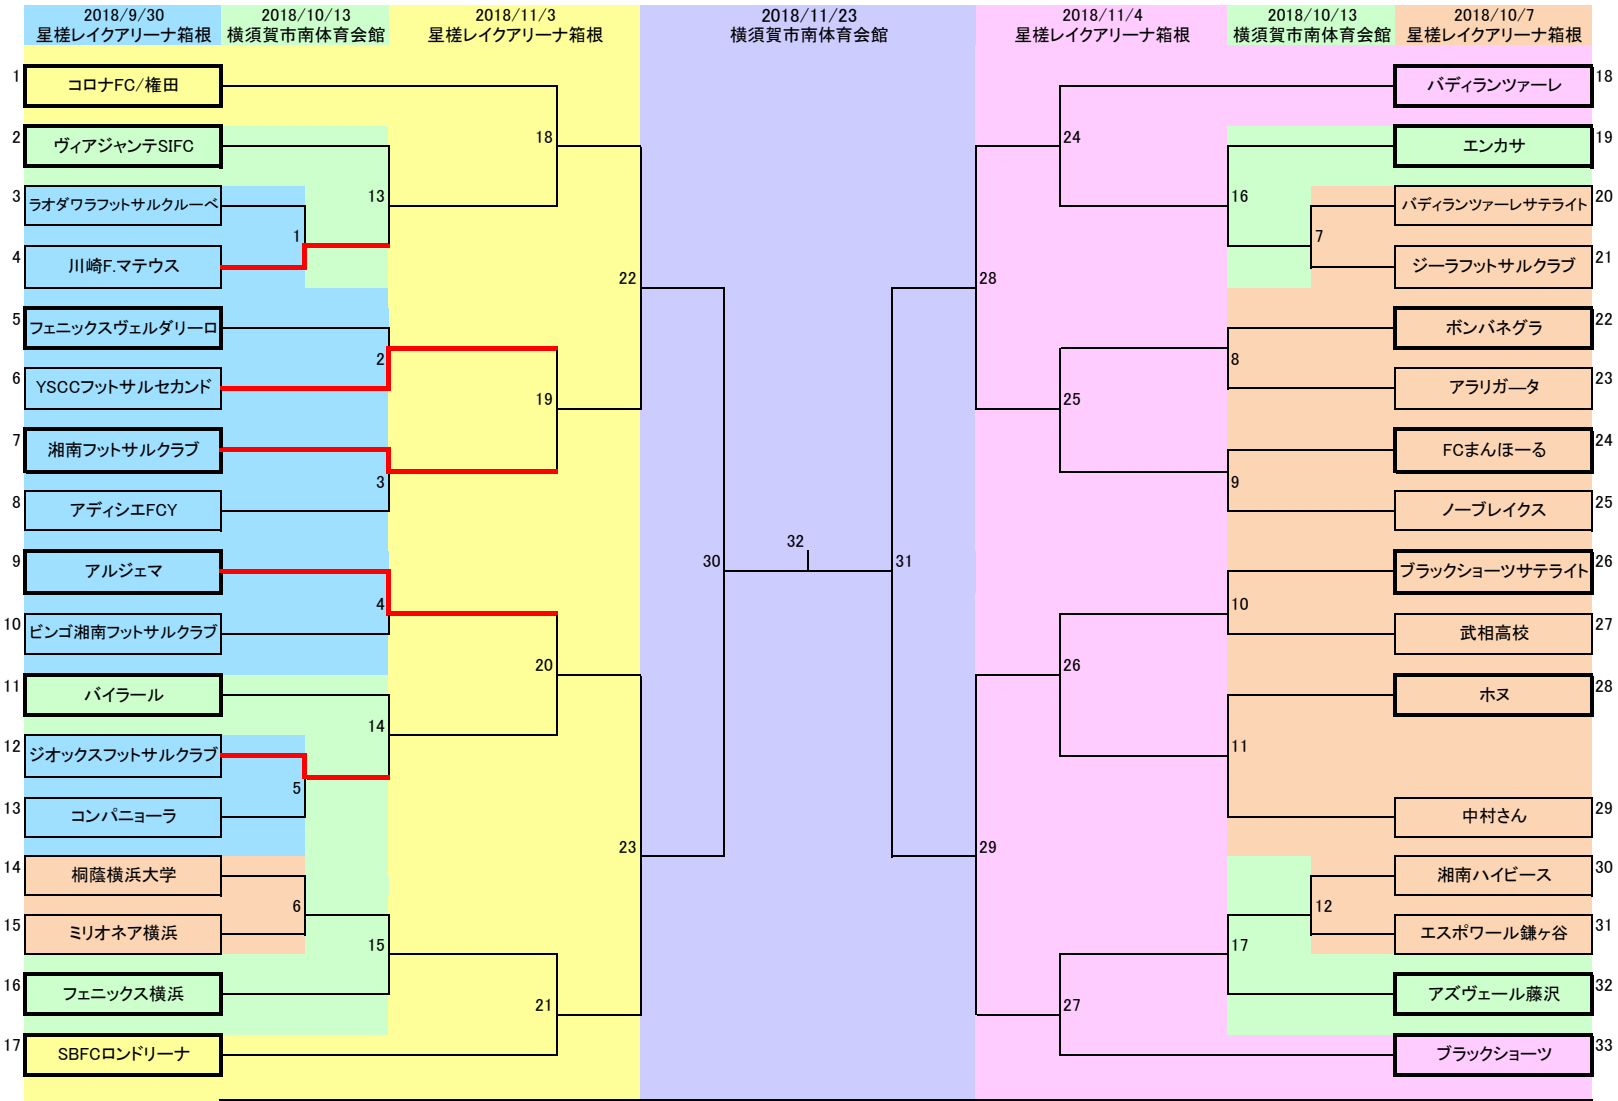 2018/9/30
星槎レイクアリーナ箱根
2018/10/13
横須賀市南体育会館
2018/11/3
星槎レイクアリーナ箱根
2018/11/23
横須賀市南体育会館
2018/11/4
星槎レイクアリーナ箱根
2018/10/13
横須賀市南体育会館
2018/10/7
星槎レイクアリーナ箱根
1 コロナFC/権田
2 ヴィアジャンテSIFC
3 ラオダワラフットサルクルーベ
4 川崎F.マテウス
5 フェニックスヴェルダリーロ
6 YSCCフットサルセカンド
7 湘南フットサルクラブ
8 アディシエFCY
9 アルジェマ
10 ビンゴ湘南フットサルクラブ
11 バイラール
12 ジオックスフットサルクラブ
13 コンパニョーラ
14 桐蔭横浜大学
15 ミリオネア横浜
16 フェニックス横浜
17 SBFCロンドリーナ
1
2
3
4
5
6
13
14
15
18
19
20
21
22
23
30
32
31
28
29
24
25
26
27
16
17
7
8
9
10
11
12
バディランツァーレ 18
エンカサ 19
バディランツァーレサテライト 20
ジーラフットサルクラブ 21
ボンバネグラ 22
アラリガータ 23
FCまんほーる 24
ノーブレイクス 25
ブラックショーツサテライト 26
武相高校 27
ホヌ 28
中村さん 29
湘南ハイビース 30
エスポワール鎌ヶ谷 31
アズヴェール藤沢 32
ブラックショーツ 33